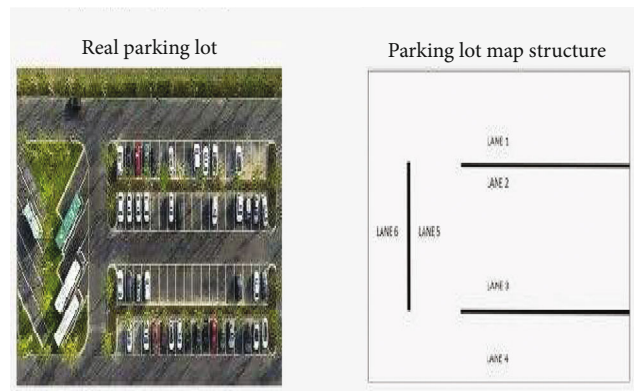 Real parking lot
Parking lot map structure
LANE 1
LANE 2
LANE 6
LANE 5
LANE 3
LANE 4